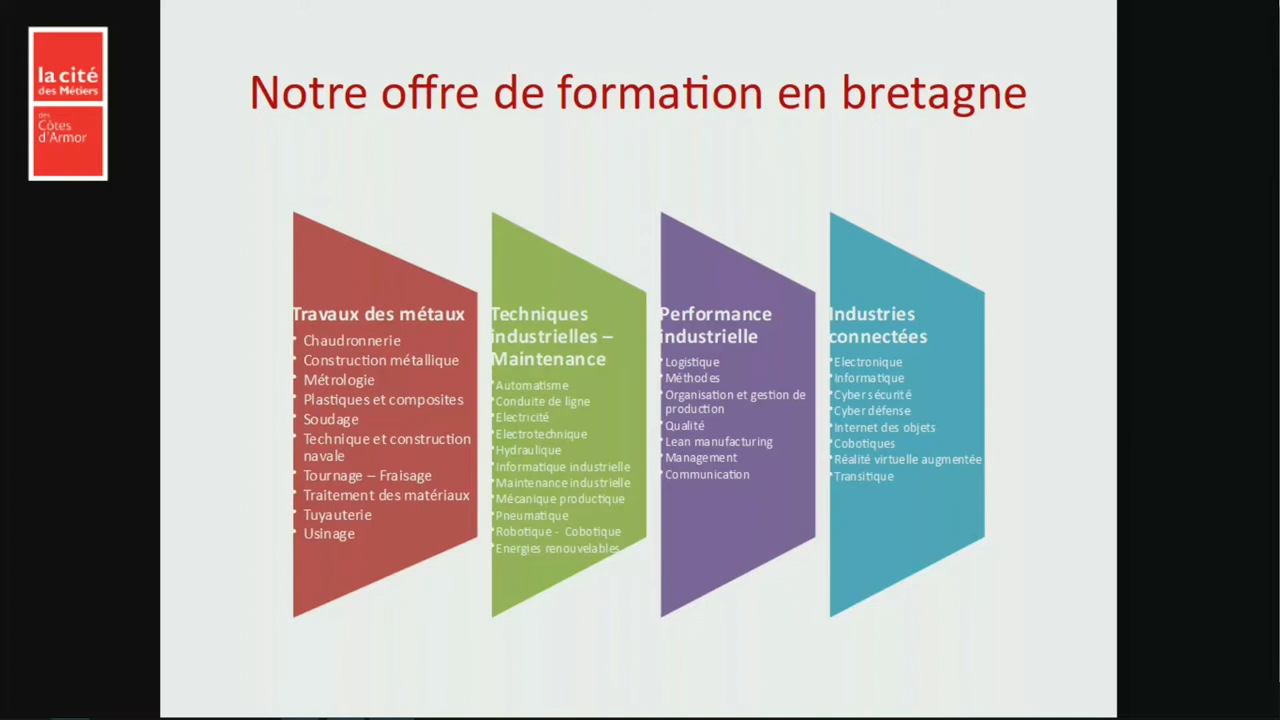 la cité
des Métiers
des
Côtes
d'Armor
Notre offre de formation en bretagne
Travaux des métaux
• Chaudronnerie
• Construction métallique
• Métrologie
• Plastiques et composites
• Soudage
• Technique et construction
navale
• Tournage – Fraisage
• Traitement des matériaux
• Tuyauterie
• Usinage
Techniques
industrielles –
Maintenance
•Automatisme
•Conduite de ligne
•Electricité
•Electrotechnique
•Hydraulique
•Informatique industrielle
•Maintenance industrielle
•Mécanique productique
•Pneumatique
•Robotique - Cobotique
•Energies renouvelables
Performance
industrielle
•Logistique
•Méthodes
•Organisation et gestion de
production
•Qualité
•Lean manufacturing
•Management
•Communication
Industries
connectées
•Electronique
•Informatique
•Cyber sécurité
•Cyber défense
•Internet des objets
•Cobotiques
•Réalité virtuelle augmentée
•Transitique